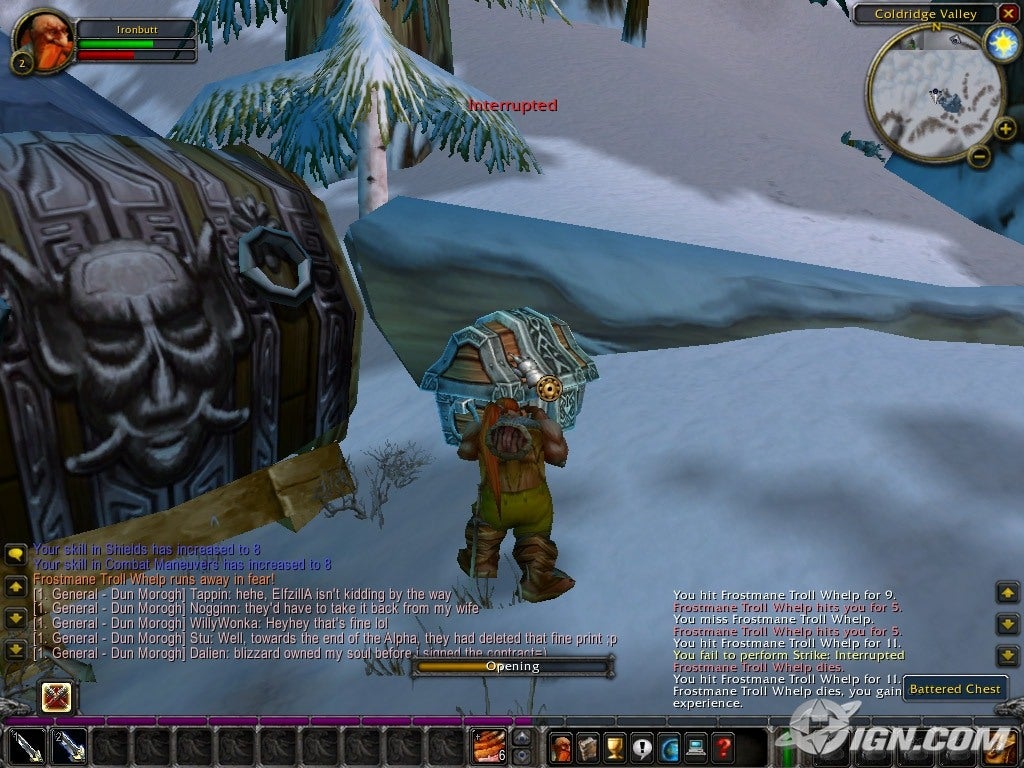 Ironbutt
2
Coldridge Valley
N
Interrupted
Your skill in Shields has increased to 8
Your skill in Combat Maneuvers has increased to 8
Frostmane Troll Whelp runs away in fear!
[1. General - Dun Morogh] Tappin: hehe, ElfzillA isn't kidding by the way
[1. General - Dun Morogh] Nogginn: they'd have to take it back from my wife
[1. General - Dun Morogh] WillyWonka: Heyhey that's fine lol
[1. General - Dun Morogh] Stu: Well, towards the end of the Alpha, they had deleted that fine print ;p
[1. General - Dun Morogh] Dalien: blizzard owned my soul before i signed the contract=)
Opening
You hit Frostmane Troll Whelp for 9.
Frostmane Troll Whelp hits you for 5.
You miss Frostmane Troll Whelp.
Frostmane Troll Whelp hits you for 5.
You hit Frostmane Troll Whelp for 11.
You fail to perform Strike: Interrupted
Frostmane Troll Whelp dies.
You hit Frostmane Troll Whelp for 11.
Frostmane Troll Whelp dies, you gain
experience.
Battered Chest
2
6
IGN.COM